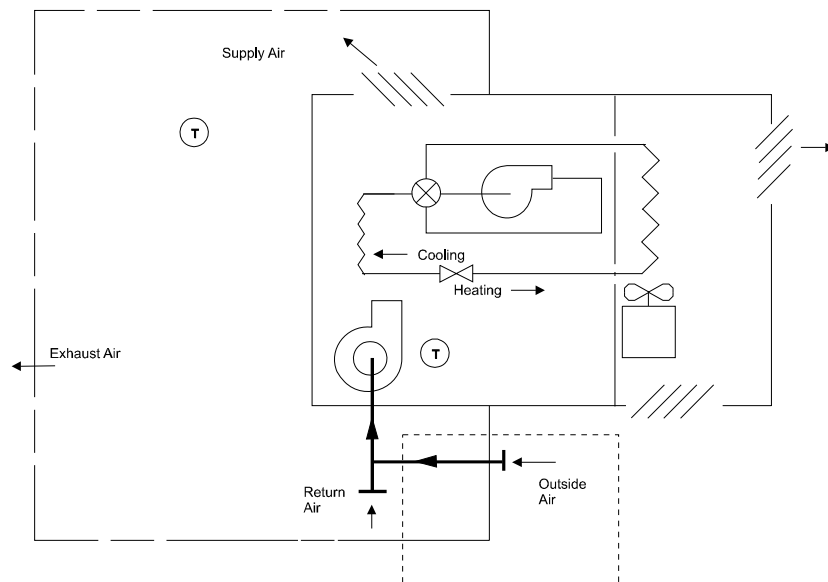 Supply Air
T
Cooling
Heating
T
Exhaust Air
Return
Air
Outside
Air